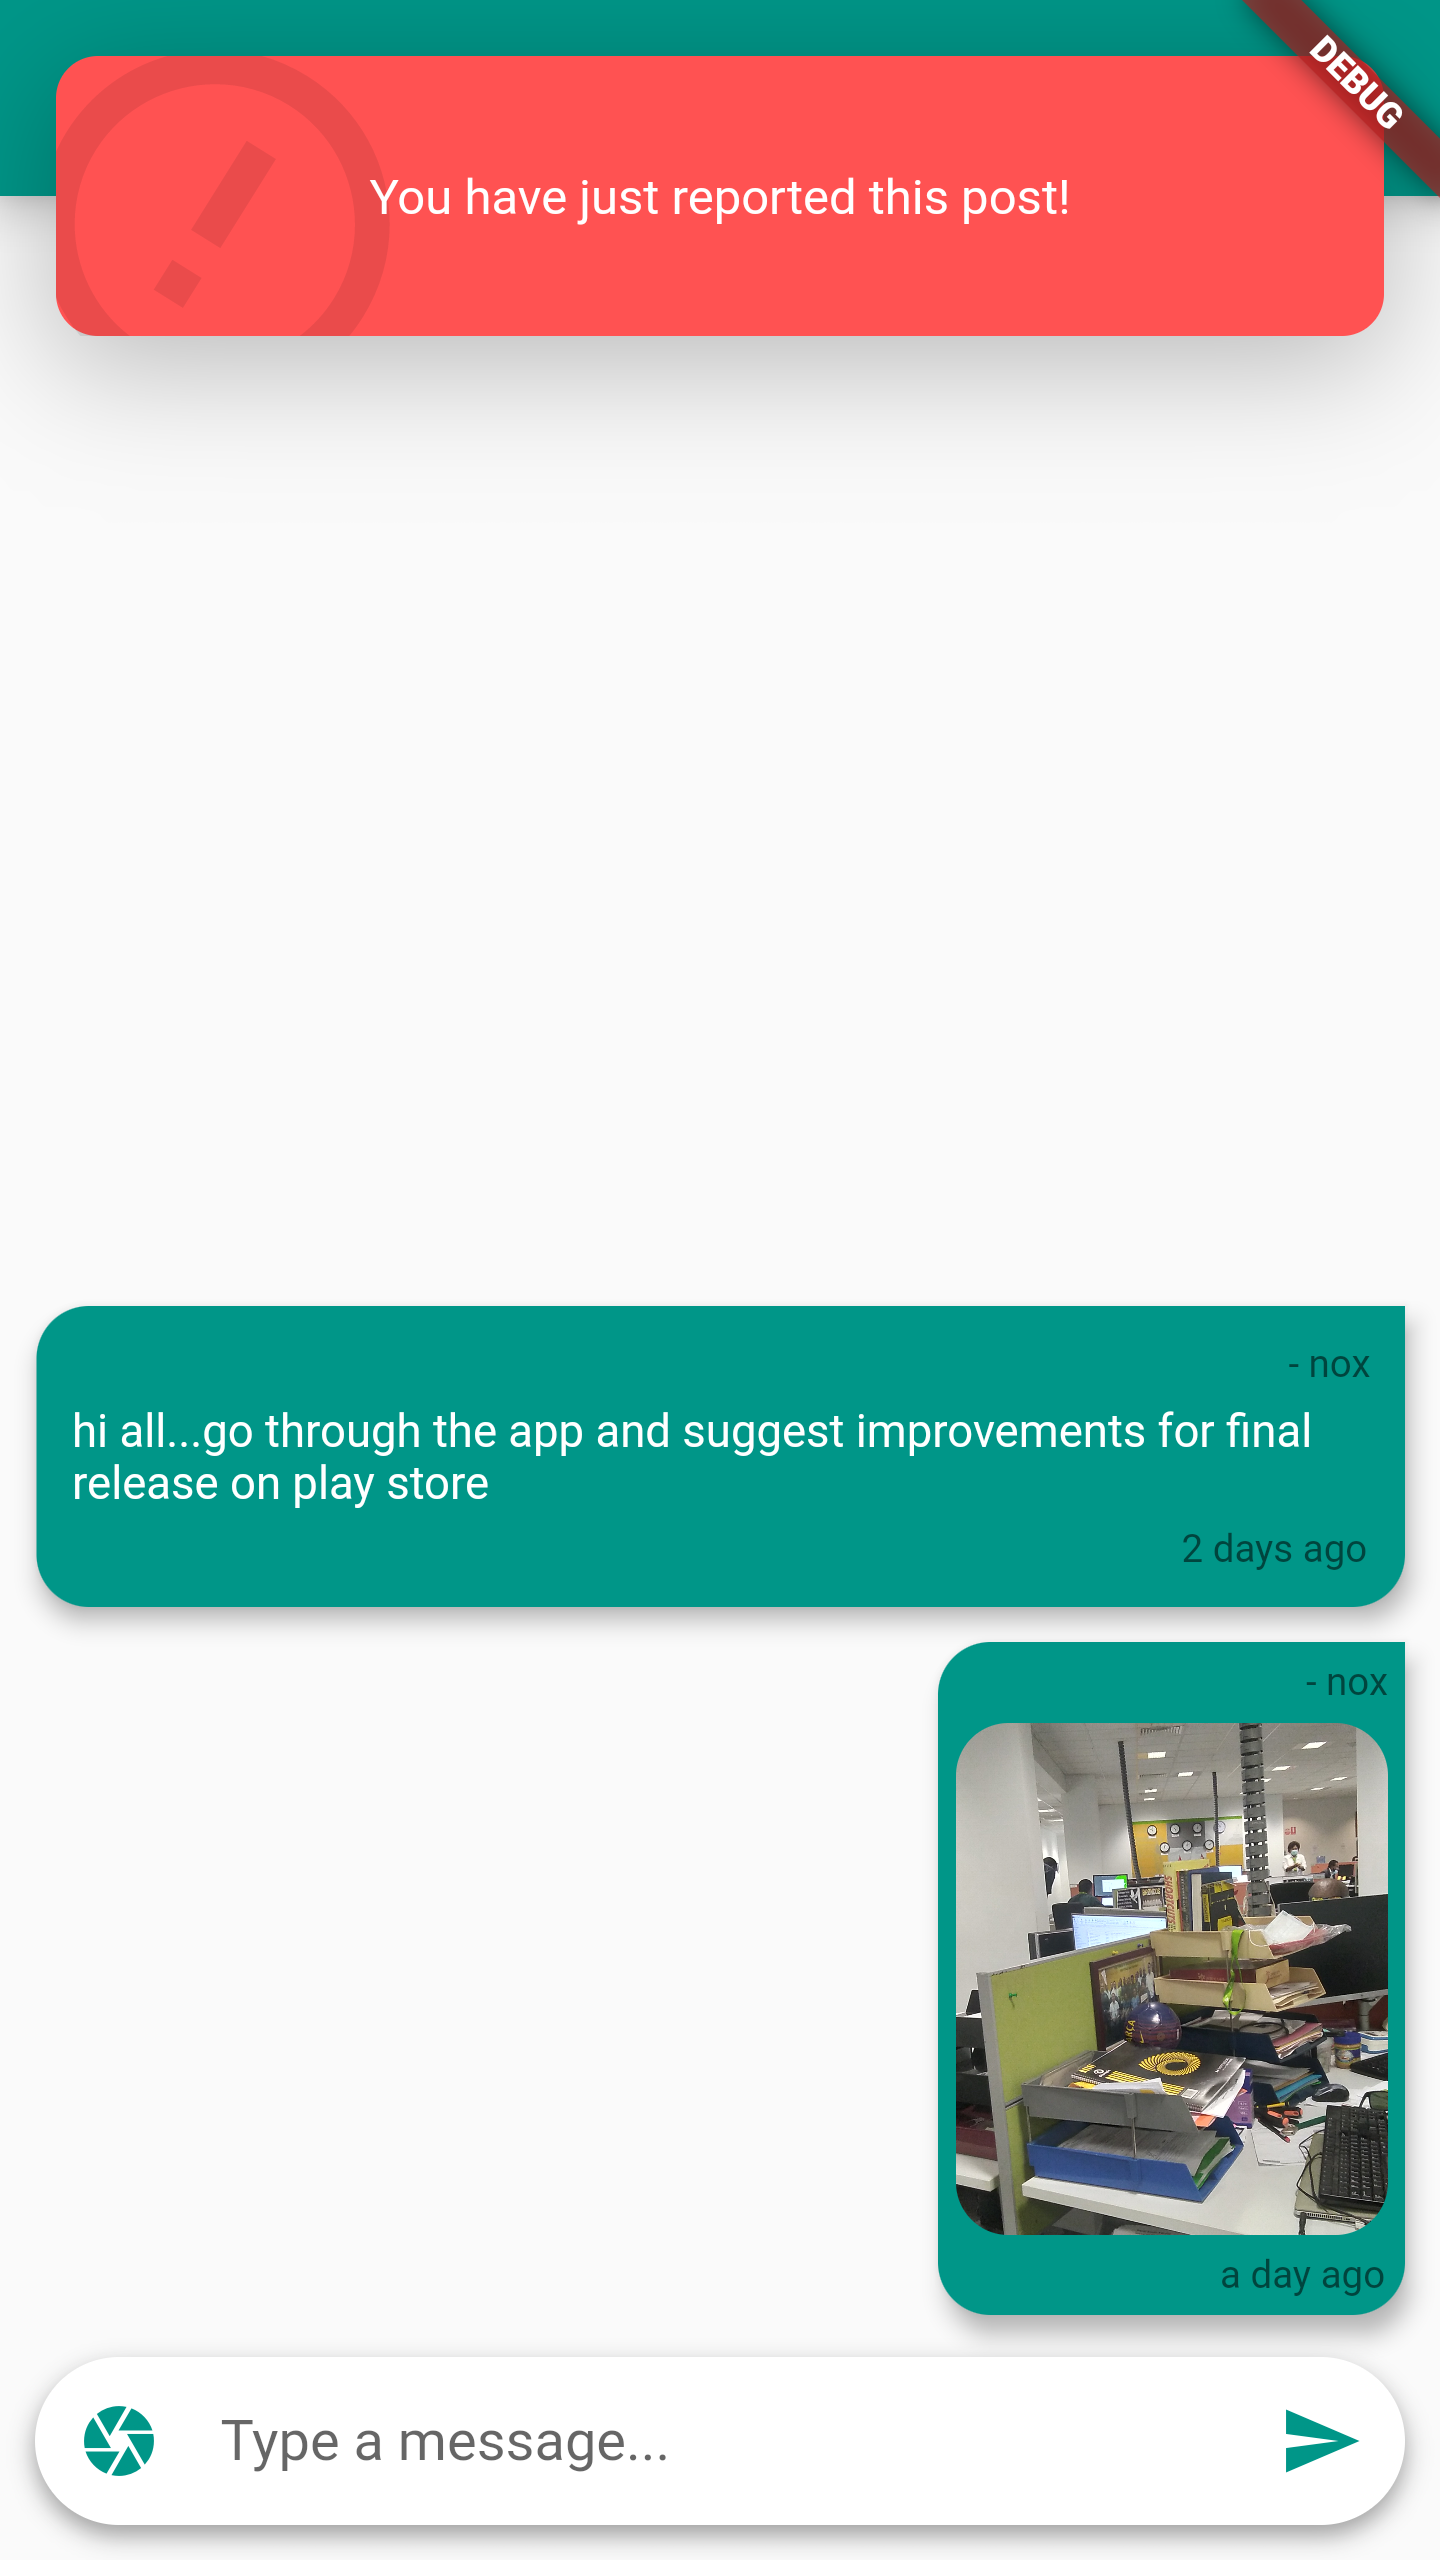 DEBUG
You have just reported this post!
- nox
hi all...go through the app and suggest improvements for final
release on play store
2 days ago
- nox
a day ago
Type a message...